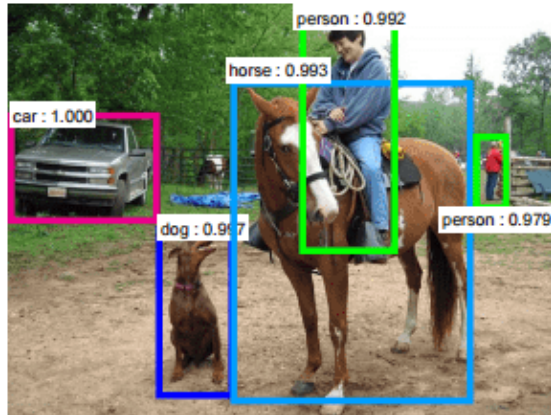 person : 0.992
horse : 0.993
car : 1.000
dog : 0.997
person : 0.979